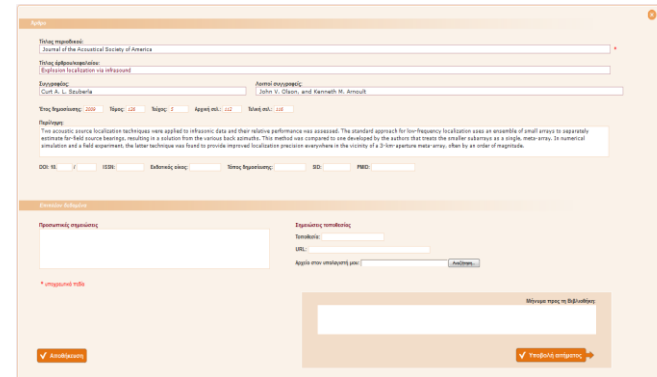 Άρθρο
Τίτλος περιοδικού:
Journal of the Acoustical Society of America
*
Τίτλος άρθρου/κεφαλαίου:
Explosion localization via infrasound
Συγγραφέας: Λοιποί συγγραφείς:
Curt A. L. Szuberla John V. Olson, and Kenneth M. Arnoult
Έτος δημοσίευσης: 2009 Τόμος: 126 Τεύχος: 5 Αρχική σελ.: Τελική σελ.:
Περίληψη:
Two acoustic source localization techniques were applied to infrasonic data and their relative performance was assessed. The standard approach for low-frequency localization uses an ensemble of small arrays to separately
estimate far-field source bearings, resulting in a solution from the various back azimuths. This method was compared to one developed by the authors that treats the smaller subarrays as a single, meta-array. In numerical
simulation and a field experiment, the latter technique was found to provide improved localization precision everywhere in the vicinity of a 3-km-aperture meta-array, often by an order of magnitude.
DOI: 10. / ISSN: Εκδοτικός οίκος: Τόπος δημοσίευσης: SID: PMID:
Επιπλέον δεδομένα
Προσωπικές σημειώσεις Σημειώσεις τοποθεσίας
Τοποθεσία:
URL:
Αρχείο στον υπολογιστή μου: Αναζήτηση...
* υποχρεωτικά πεδία
Μήνυμα προς τη Βιβλιοθήκη:
Αποθήκευση Υποβολή αιτήματος